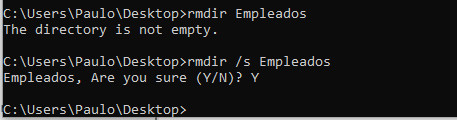 C:\Users\Paulo\Desktop>rmdir Empleados
The directory is not empty.
C:\Users\Paulo\Desktop>rmdir /s Empleados
Empleados, Are you sure (Y/N)? Y
C:\Users\Paulo\Desktop>